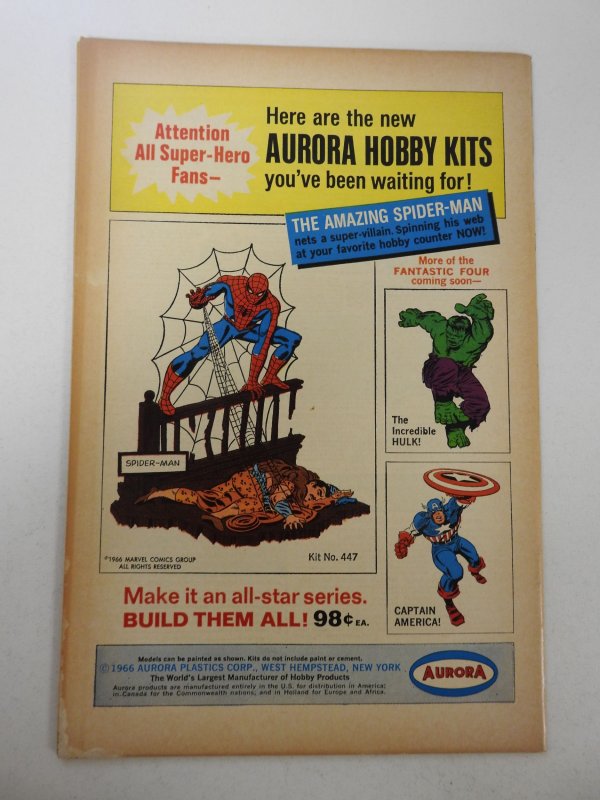 Attention
All Super-Hero
Fans—
Here are the new
AURORA HOBBY KITS
you've been waiting for!
THE AMAZING SPIDER-MAN
nets a super-villain. Spinning his web
at your favorite hobby counter NOW!
More of the
FANTASTIC FOUR
coming soon—
The
Incredible
HULK!
SPIDER-MAN
©1966 MARVEL COMICS GROUP
ALL RIGHTS RESERVED
Kit No. 447
CAPTAIN
AMERICA!
Make it an all-star series.
BUILD THEM ALL! 98¢ EA.
Models can be painted as shown. Kits do not include paint or cement.
©1966 AURORA PLASTICS CORP., WEST HEMPSTEAD, NEW YORK
The World's Largest Manufacturer of Hobby Products
Aurora products are manufactured entirely in the U.S. for distribution in America;
in Canada for the Commonwealth nations; and in Holland for Europe and Africa.
AURORA